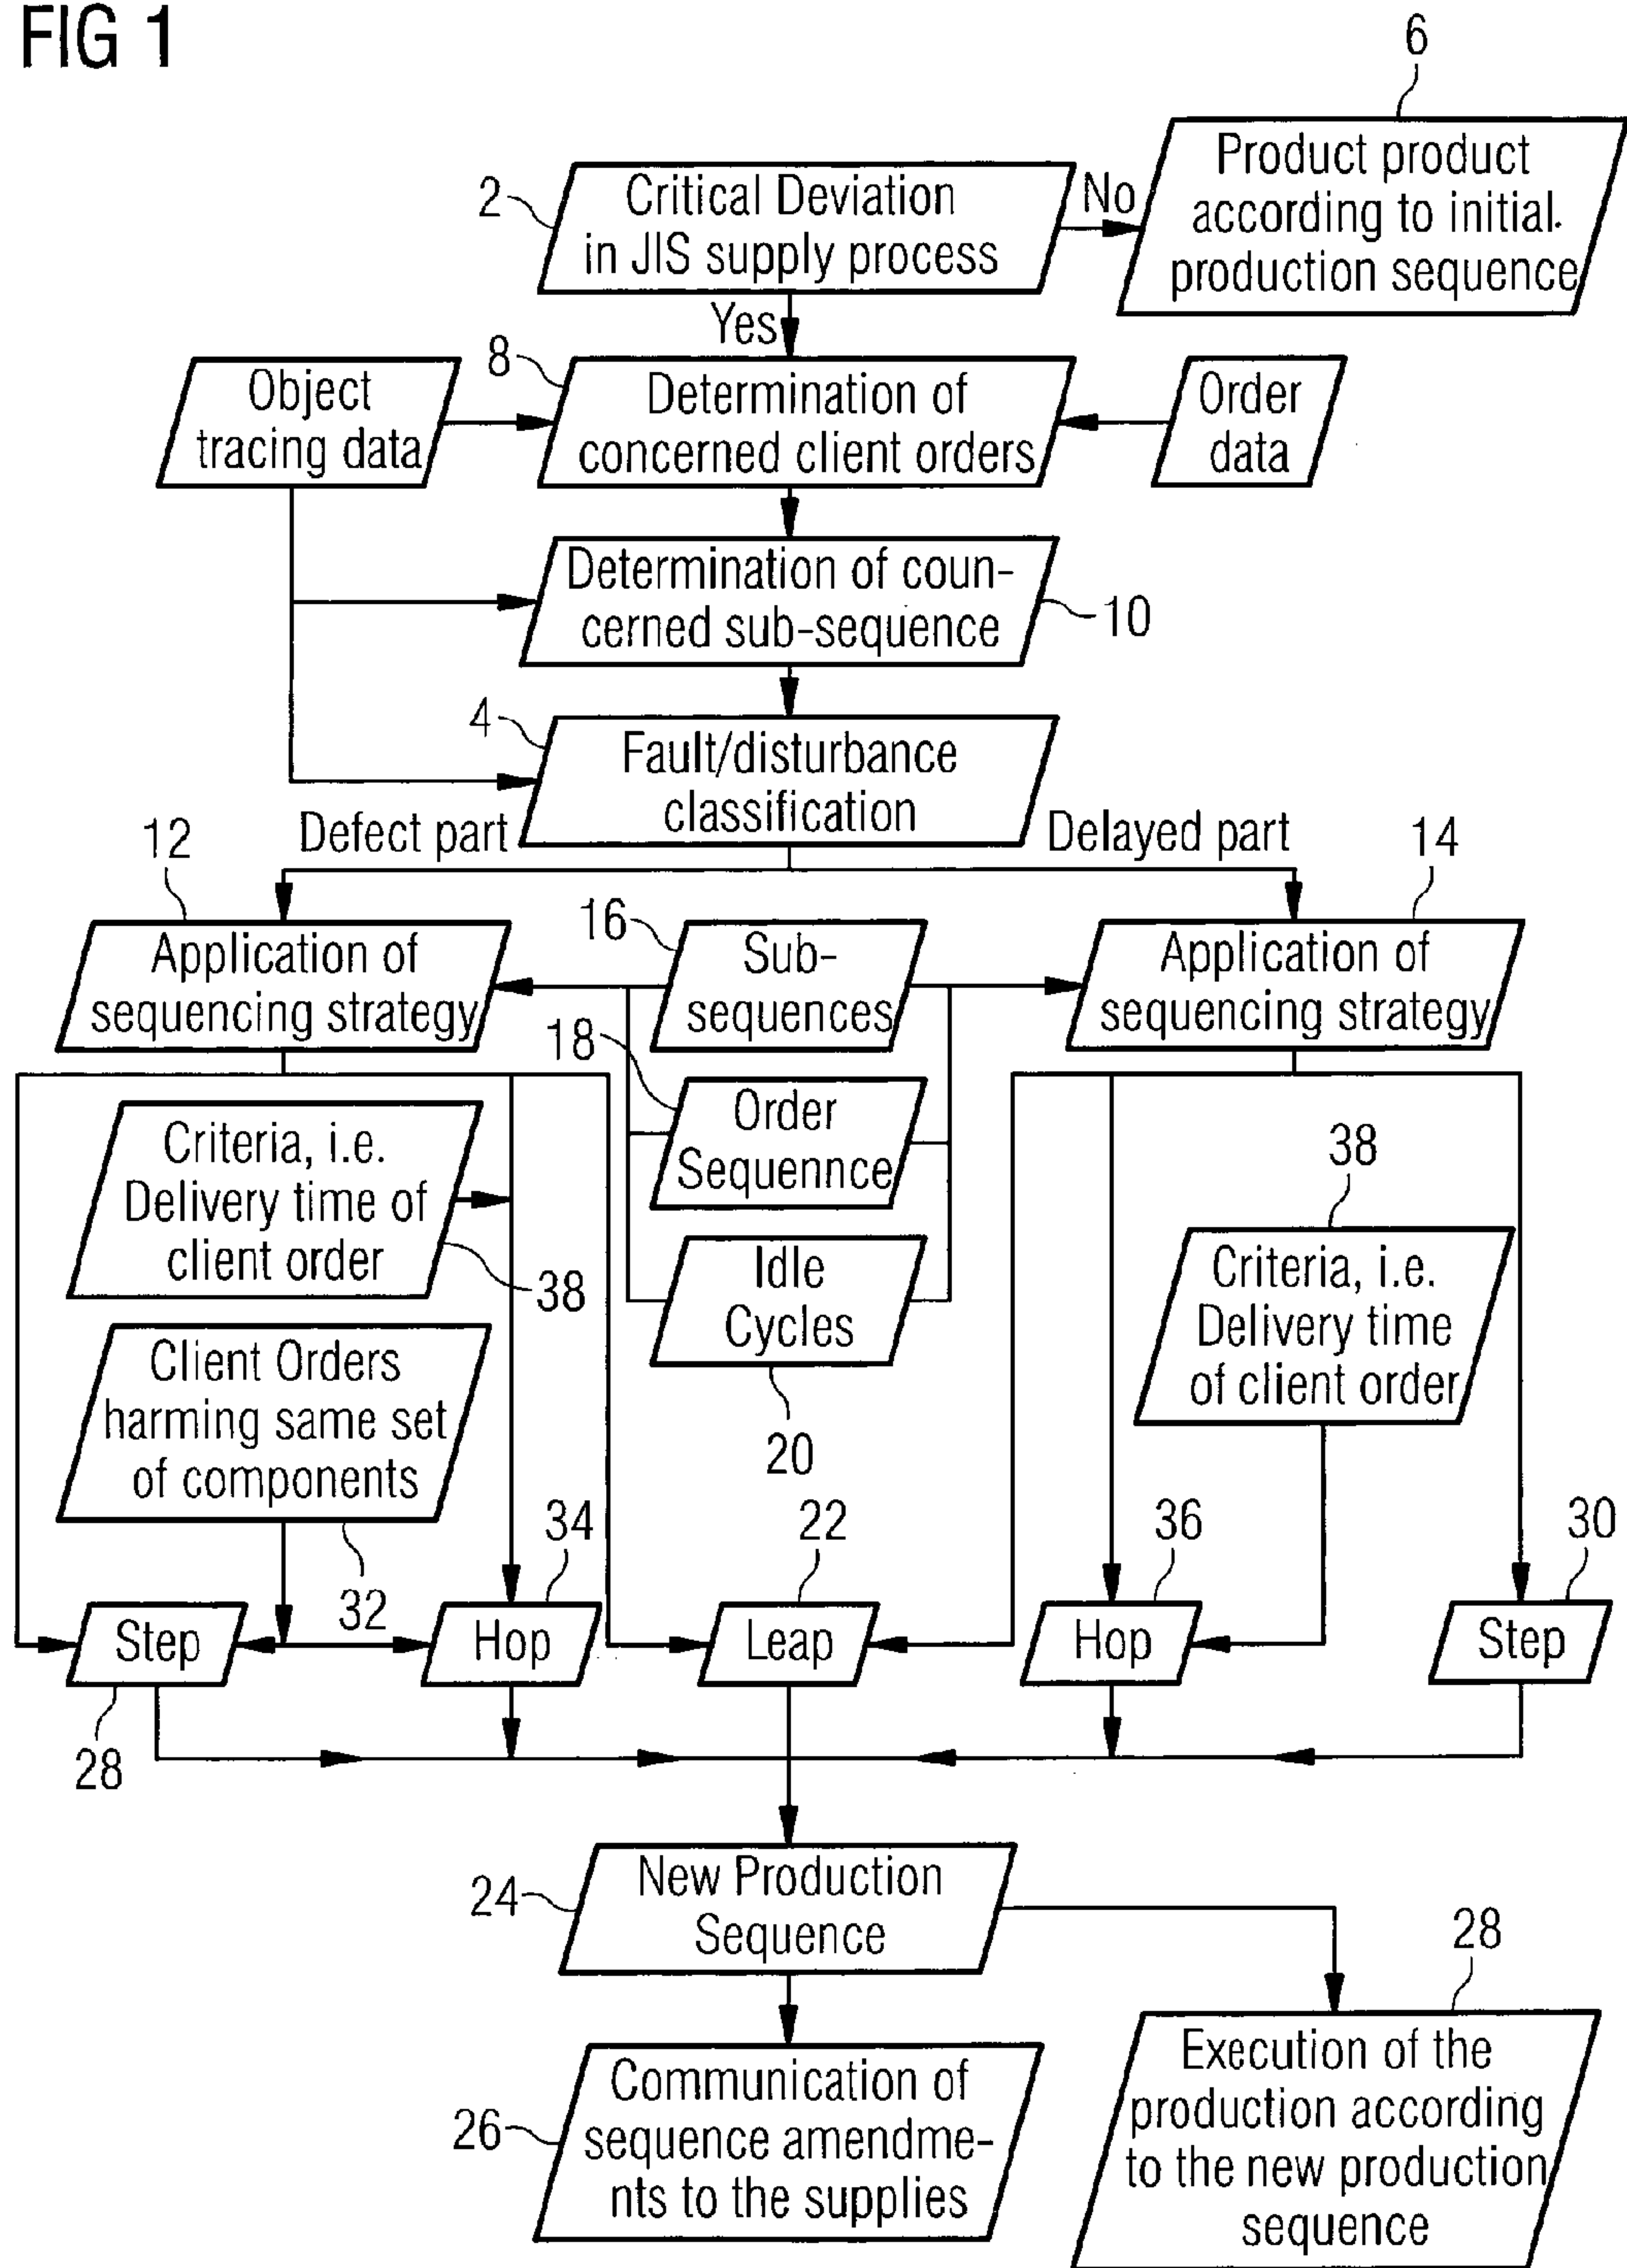 FIG 1
6
Product product
according to initial.
production sequence
2
Critical Deviation
in JIS supply process
No
Yes
8
Object
tracing data
Determination of
concerned client orders
Order
data
Determination of coun-
cerned sub-sequence
10
4
Fault/disturbance
classification
Defect part
Delayed part
12
14
16
Application of
sequencing strategy
Sub-
sequences
Application of
sequencing strategy
18
Order
Sequennce
Criteria, i.e.
Delivery time of
client order
38
38
Idle
Cycles
20
Criteria, i.e.
Delivery time
of client order
Client Orders
harming same set
of components
32
34
22
36
30
Step
Hop
Leap
Hop
Step
28
24
New Production
Sequence
28
26
Communication of
sequence amendme-
nts to the supplies
Execution of the
production according
to the new production
sequence